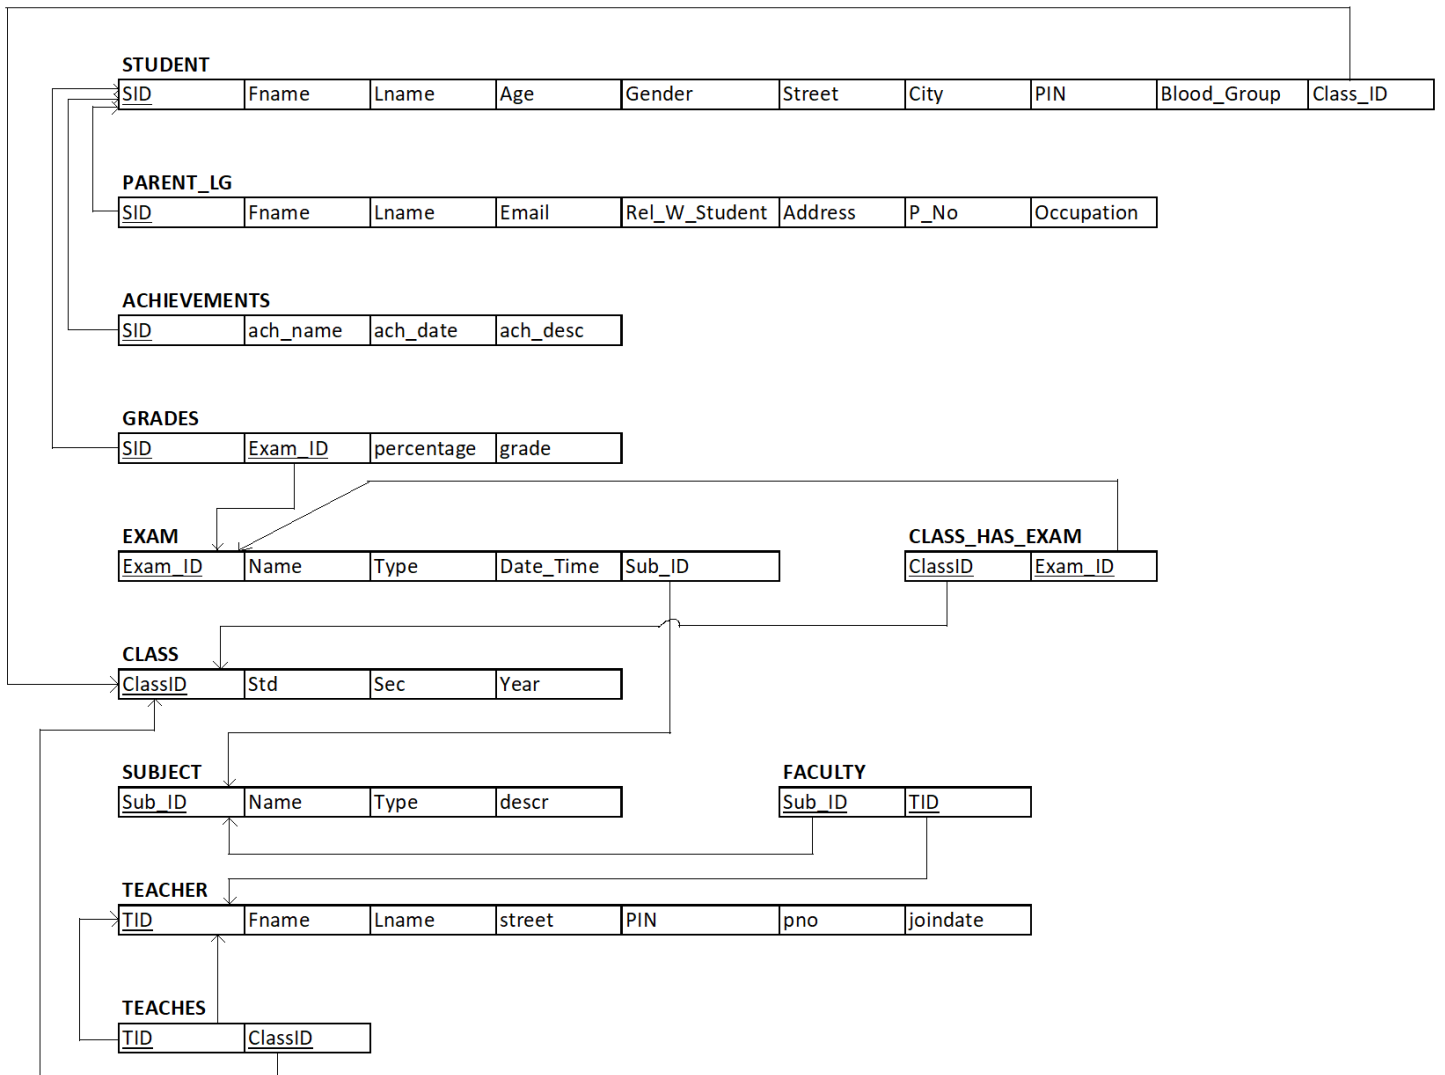 STUDENT
SID Fname Lname Age Gender Street City PIN Blood_Group Class_ID
PARENT_LG
SID Fname Lname Email Rel_W_Student Address P_No Occupation
ACHIEVEMENTS
SID ach_name ach_date ach_desc
GRADES
SID Exam_ID percentage grade
EXAM CLASS_HAS_EXAM
Exam_ID Name Type Date_Time Sub_ID ClassID Exam_ID
CLASS
ClassID Std Sec Year
SUBJECT FACULTY
Sub_ID Name Type descr Sub_ID TID
TEACHER
TID Fname Lname street PIN pno joindate
TEACHES
TID ClassID